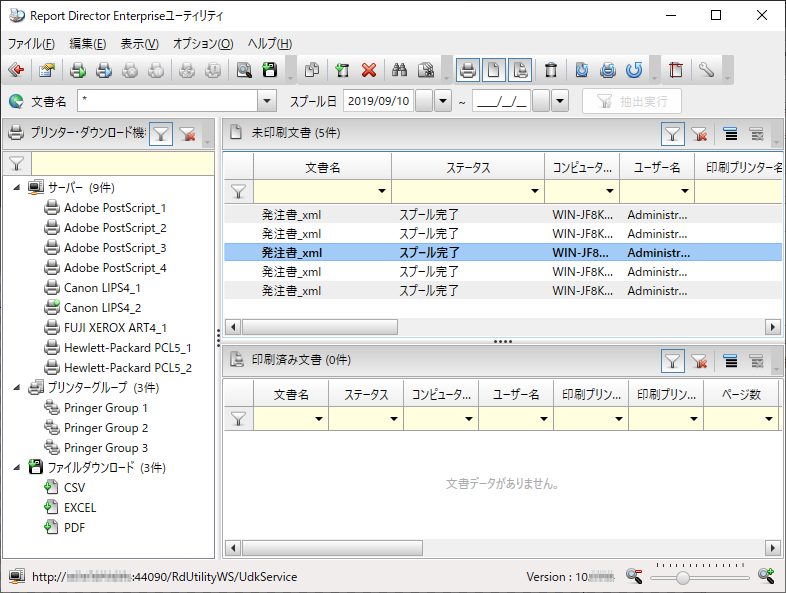 Report Director Enterpriseユーティリティ
ファイル(F) 編集(E) 表示(V) オプション(O) ヘルプ(H)
文書名 * スプール日 2019/09/10 ~ ___/__/__ 抽出実行
プリンター・ダウンロード機
サーバー (9件)
Adobe PostScript_1
Adobe PostScript_2
Adobe PostScript_3
Adobe PostScript_4
Canon LIPS4_1
Canon LIPS4_2
FUJI XEROX ART4_1
Hewlett-Packard PCL5_1
Hewlett-Packard PCL5_2
プリンターグループ (3件)
Pringer Group 1
Pringer Group 2
Pringer Group 3
ファイルダウンロード (3件)
CSV
EXCEL
PDF
未印刷文書 (5件)
文書名 ステータス コンピュータ... ユーザー名 印刷プリンター名
発注書_xml スプール完了 WIN-JF8K... Administr...
発注書_xml スプール完了 WIN-JF8K... Administr...
発注書_xml スプール完了 WIN-JF8... Administr...
発注書_xml スプール完了 WIN-JF8K... Administr...
発注書_xml スプール完了 WIN-JF8K... Administr...
印刷済み文書 (0件)
文書名 ステータス コンピュータ... ユーザー名 印刷プリン... 印刷プリン... ページ数
文書データがありません。
http:// :44090/RdUtilityWS/UdkService Version : 10.